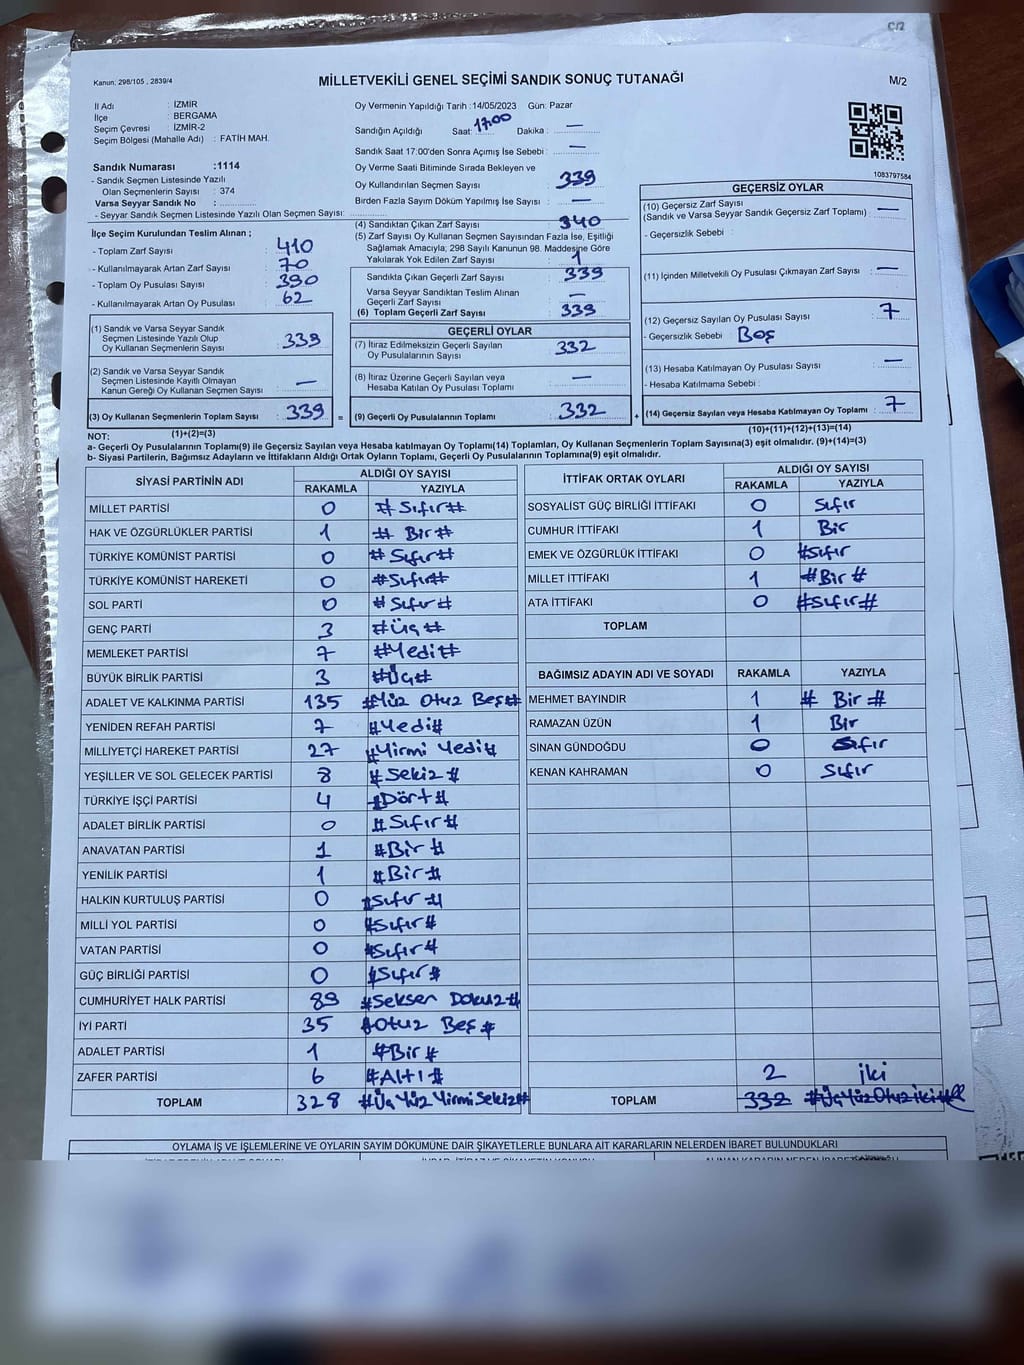 C/2
Kanun: 298/105 , 2839/4
MİLLETVEKİLİ GENEL SEÇİMİ SANDIK SONUÇ TUTANAĞI
M/2
İl Adı : İZMİR
İlçe : BERGAMA
Seçim Çevresi : İZMİR-2
Seçim Bölgesi (Mahalle Adı) : FATİH MAH.
Sandık Numarası :1114
- Sandık Seçmen Listesinde Yazılı
Olan Seçmenlerin Sayısı : 374
Varsa Seyyar Sandık No :
- Seyyar Sandık Seçmen Listesinde Yazılı Olan Seçmen Sayısı:
Oy Vermenin Yapıldığı Tarih :14/05/2023 Gün: Pazar
Sandığın Açıldığı Saat: 17:00 Dakika : —
Sandık Saat 17:00'den Sonra Açımış İse Sebebi : —
Oy Verme Saati Bitiminde Sırada Bekleyen ve
Oy Kullandırılan Seçmen Sayısı : 339
Birden Fazla Sayım Döküm Yapılmış İse Sayısı : —
1083797584
İlçe Seçim Kurulundan Teslim Alınan ;
- Toplam Zarf Sayısı : 410
- Kullanılmayarak Artan Zarf Sayısı : 70
- Toplam Oy Pusulası Sayısı : 390
- Kullanılmayarak Artan Oy Pusulası : 62
(4) Sandıktan Çıkan Zarf Sayısı : 340
(5) Zarf Sayısı Oy Kullanan Seçmen Sayısından Fazla İse, Eşitliği
Sağlamak Amacıyla; 298 Sayılı Kanunun 98. Maddesine Göre
Yakılarak Yok Edilen Zarf Sayısı : 1
Sandıkta Çıkan Geçerli Zarf Sayısı : 339
Varsa Seyyar Sandıktan Teslim Alınan
Geçerli Zarf Sayısı : —
(6) Toplam Geçerli Zarf Sayısı : 339
GEÇERSİZ OYLAR
(10) Geçersiz Zarf Sayısı
(Sandık ve Varsa Seyyar Sandık Geçersiz Zarf Toplamı) : —
- Geçersizlik Sebebi :
(11) İçinden Milletvekili Oy Pusulası Çıkmayan Zarf Sayısı : —
(12) Geçersiz Sayılan Oy Pusulası Sayısı : 7
- Geçersizlik Sebebi : Boş
(13) Hesaba Katılmayan Oy Pusulası Sayısı : —
- Hesaba Katılmama Sebebi :
(14) Geçersiz Sayılan veya Hesaba Katılmayan Oy Toplamı : 7
(10)+(11)+(12)+(13)=(14)
(1) Sandık ve Varsa Seyyar Sandık
Seçmen Listesinde Yazılı Olup
Oy Kullanan Seçmenlerin Sayısı : 339
(2) Sandık ve Varsa Seyyar Sandık
Seçmen Listesinde Kayıtlı Olmayan
Kanun Gereği Oy Kullanan Seçmen Sayısı : —
(3) Oy Kullanan Seçmenlerin Toplam Sayısı : 339 =
(1)+(2)=(3)
GEÇERLİ OYLAR
(7) İtiraz Edilmeksizin Geçerli Sayılan
Oy Pusulalarının Sayısı : 332
(8) İtiraz Üzerine Geçerli Sayılan veya
Hesaba Katılan Oy Pusulası Toplamı : —
(9) Geçerli Oy Pusulalarının Toplamı : 332 +
NOT:
a- Geçerli Oy Pusulalarının Toplamı(9) ile Geçersiz Sayılan veya Hesaba katılmayan Oy Toplamı(14) Toplamları, Oy Kullanan Seçmenlerin Toplam Sayısına(3) eşit olmalıdır. (9)+(14)=(3)
b- Siyasi Partilerin, Bağımsız Adayların ve İttifakların Aldığı Ortak Oyların Toplamı, Geçerli Oy Pusulalarının Toplamına(9) eşit olmalıdır.
SİYASİ PARTİNİN ADI ALDIĞI OY SAYISI
RAKAMLA YAZIYLA
MİLLET PARTİSİ 0 # Sıfır #
HAK VE ÖZGÜRLÜKLER PARTİSİ 1 # Bir #
TÜRKİYE KOMÜNİST PARTİSİ 0 # Sıfır #
TÜRKİYE KOMÜNİST HAREKETİ 0 #Sıfır#
SOL PARTİ 0 # Sıfır #
GENÇ PARTİ 3 #Üç #
MEMLEKET PARTİSİ 7 #Yedi#
BÜYÜK BİRLİK PARTİSİ 3 #Üç#
ADALET VE KALKINMA PARTİSİ 135 #Yüz Otuz Beş#
YENİDEN REFAH PARTİSİ 7 #Yedi#
MİLLİYETÇİ HAREKET PARTİSİ 27 #Yirmi Yedi#
YEŞİLLER VE SOL GELECEK PARTİSİ 8 #Sekiz #
TÜRKİYE İŞÇİ PARTİSİ 4 #Dört #
ADALET BİRLİK PARTİSİ 0 #Sıfır #
ANAVATAN PARTİSİ 1 #Bir #
YENİLİK PARTİSİ 1 #Bir #
HALKIN KURTULUŞ PARTİSİ 0 #Sıfır #
MİLLİ YOL PARTİSİ 0 #Sıfır #
VATAN PARTİSİ 0 #Sıfır #
GÜÇ BİRLİĞİ PARTİSİ 0 #Sıfır #
CUMHURİYET HALK PARTİSİ 89 #Seksen Dokuz#
İYİ PARTİ 35 #Otuz Beş #
ADALET PARTİSİ 1 #Bir #
ZAFER PARTİSİ 6 #Altı #
TOPLAM 328 #Üç Yüz Yirmi Sekiz#
İTTİFAK ORTAK OYLARI ALDIĞI OY SAYISI
RAKAMLA YAZIYLA
SOSYALİST GÜÇ BİRLİĞİ İTTİFAKI 0 Sıfır
CUMHUR İTTİFAKI 1 Bir
EMEK VE ÖZGÜRLÜK İTTİFAKI 0 #Sıfır
MİLLET İTTİFAKI 1 #Bir #
ATA İTTİFAKI 0 #Sıfır#
TOPLAM
BAĞIMSIZ ADAYIN ADI VE SOYADI RAKAMLA YAZIYLA
MEHMET BAYINDIR 1 # Bir #
RAMAZAN ÜZÜN 1 Bir
SİNAN GÜNDOĞDU 0 Sıfır
KENAN KAHRAMAN 0 Sıfır
2 İki
TOPLAM 332 #Üç Yüz Otuz İki#
OYLAMA İŞ VE İŞLEMLERİNE VE OYLARIN SAYIM DÖKÜMÜNE DAİR ŞİKAYETLERLE BUNLARA AİT KARARLARIN NELERDEN İBARET BULUNDUKLARI